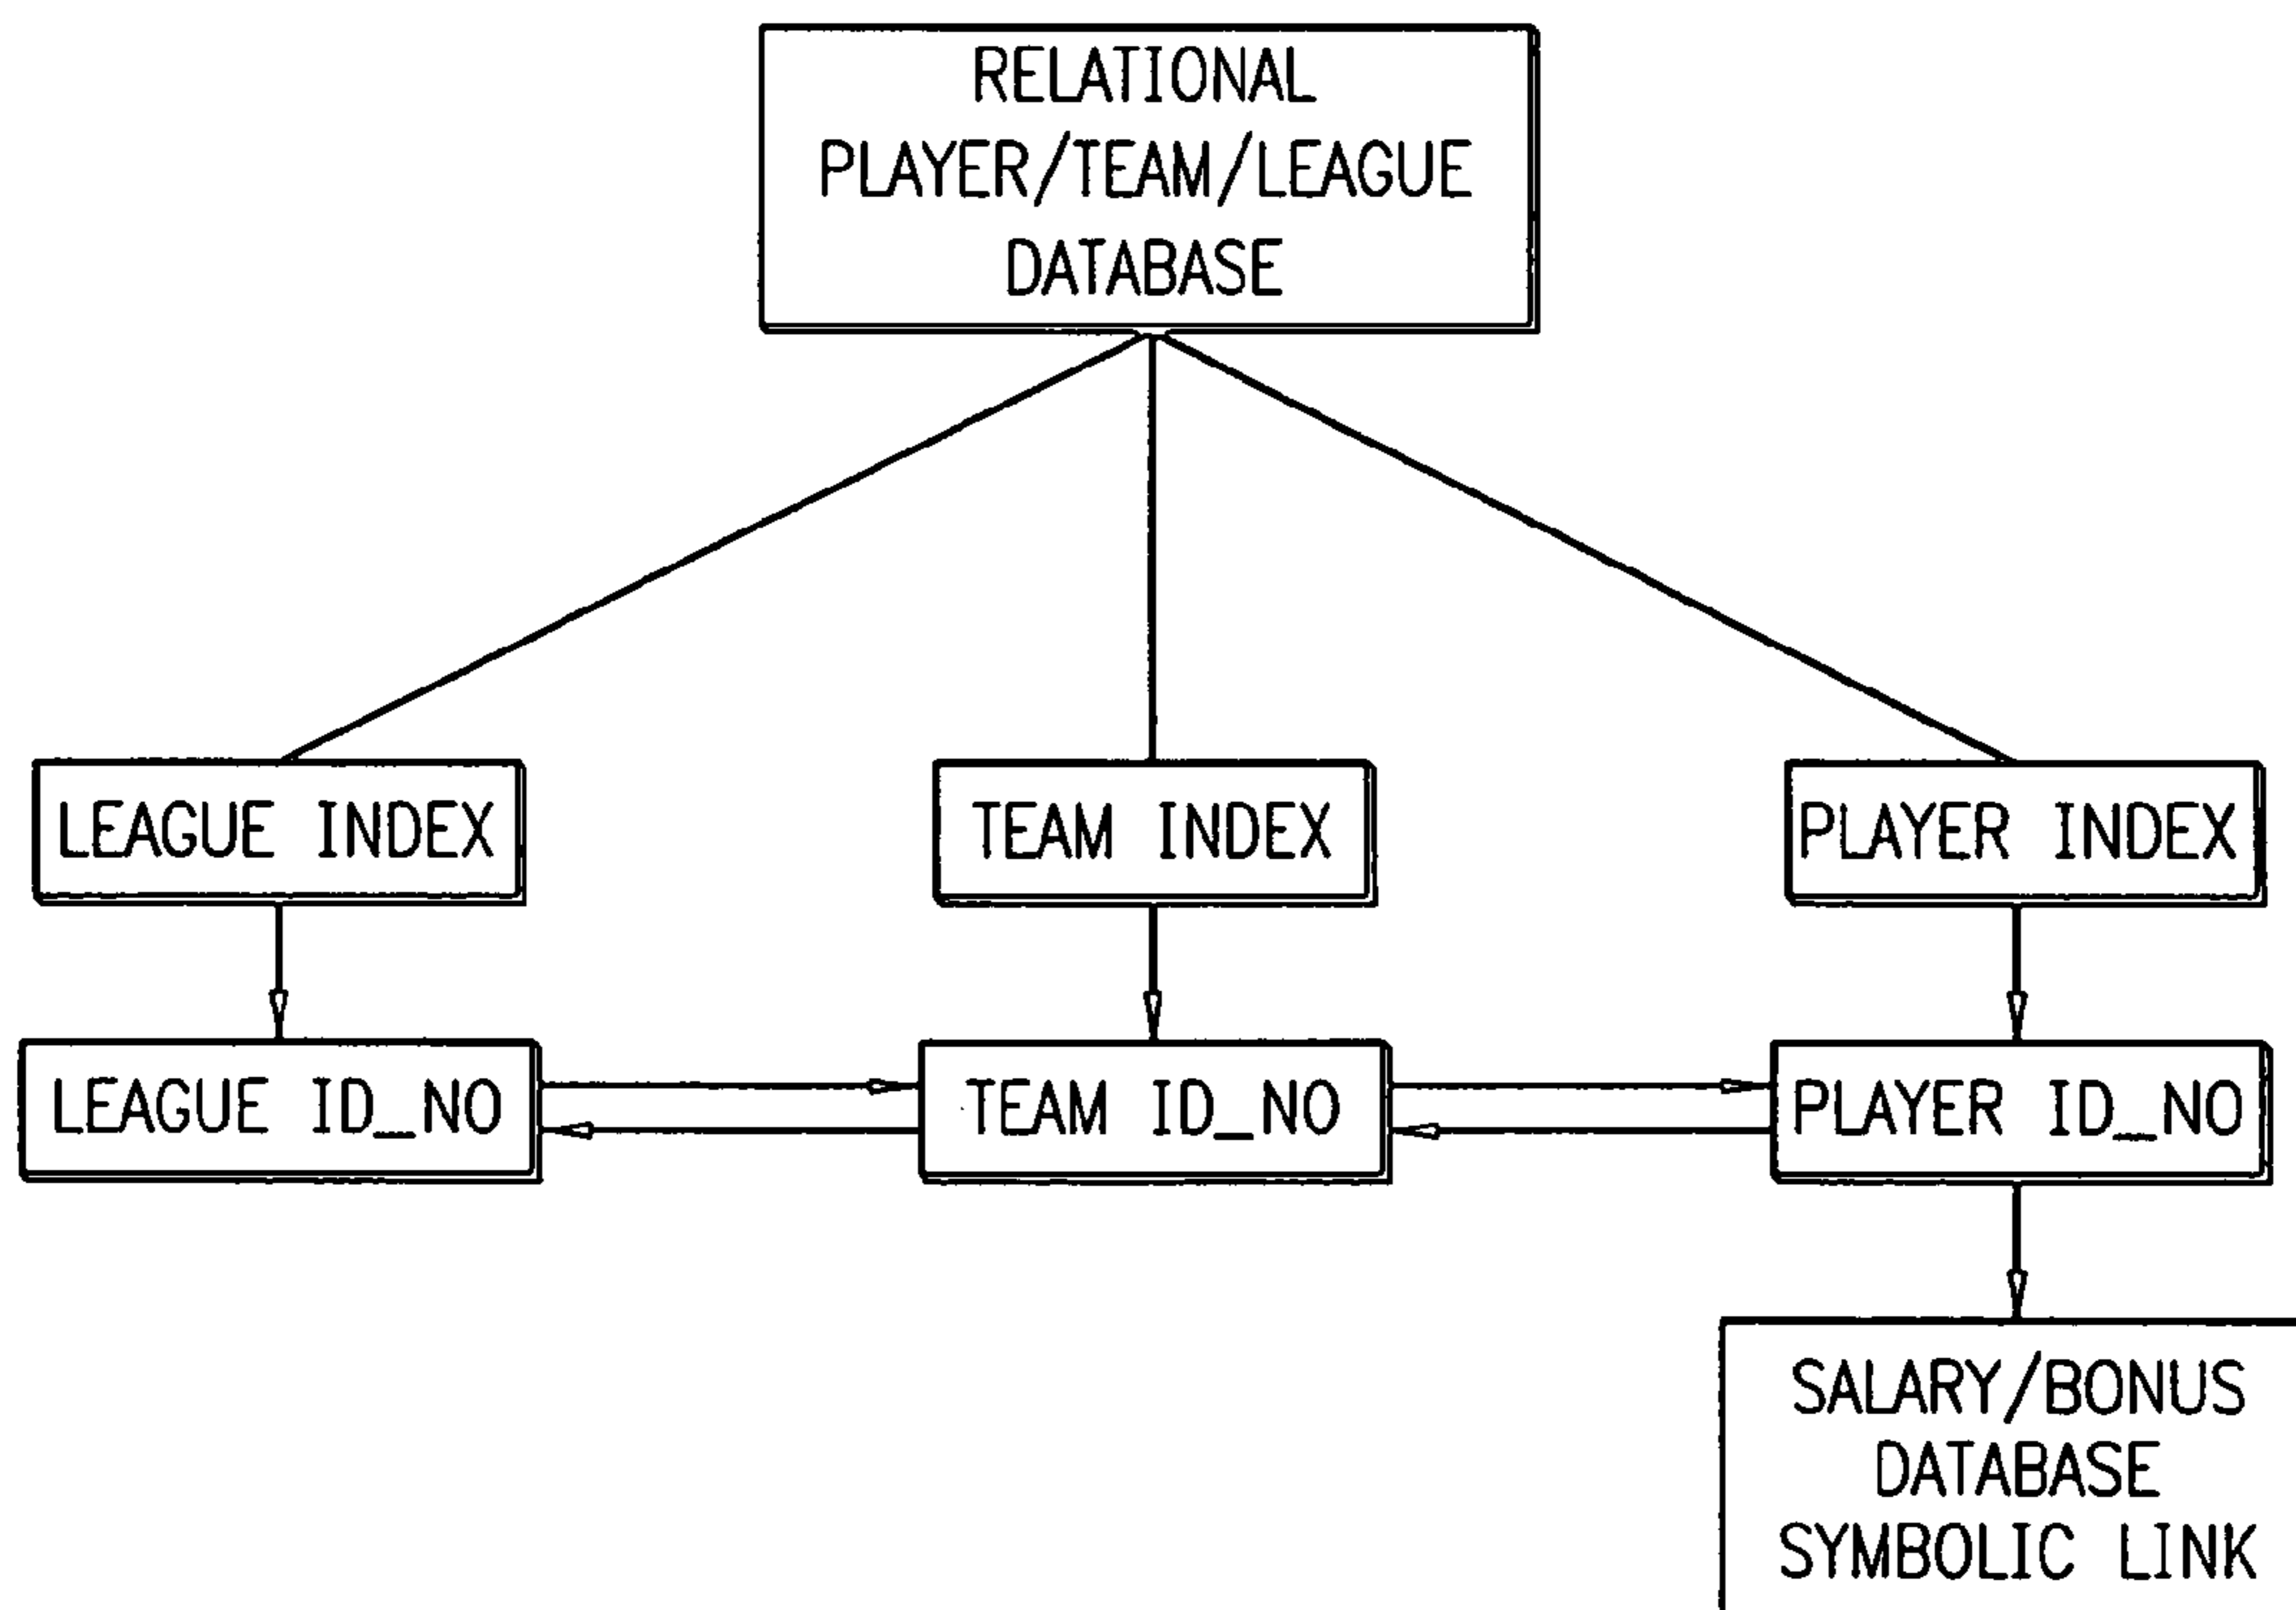 RELATIONAL
PLAYER/TEAM/LEAGUE
DATABASE
LEAGUE INDEX
TEAM INDEX
PLAYER INDEX
LEAGUE ID_NO
TEAM ID_NO
PLAYER ID_NO
SALARY/BONUS
DATABASE
SYMBOLIC LINK